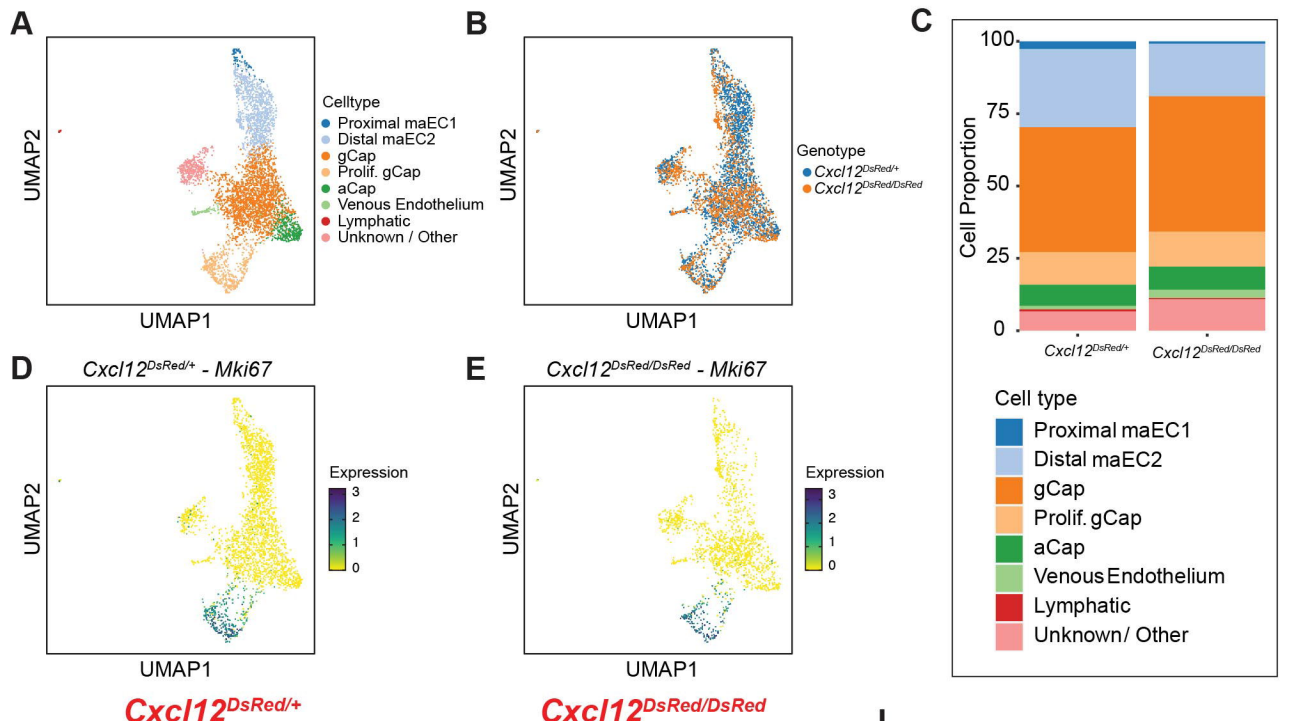 A
UMAP2
UMAP1
Celltype
Proximal maEC1
Distal maEC2
gCap
Prolif. gCap
aCap
Venous Endothelium
Lymphatic
Unknown / Other
B
UMAP2
UMAP1
Genotype
Cxcl12DsRed/+
Cxcl12DsRed/DsRed
C
Cell Proportion
100
75
50
25
0
Cxcl12DsRed/+
Cxcl12DsRed/DsRed
Cell type
Proximal maEC1
Distal maEC2
gCap
Prolif. gCap
aCap
Venous Endothelium
Lymphatic
Unknown / Other
D
Cxcl12DsRed/+ - Mki67
UMAP2
UMAP1
Expression
3
2
1
0
Cxcl12DsRed/+
E
Cxcl12DsRed/DsRed - Mki67
UMAP2
UMAP1
Expression
3
2
1
0
Cxcl12DsRed/DsRed